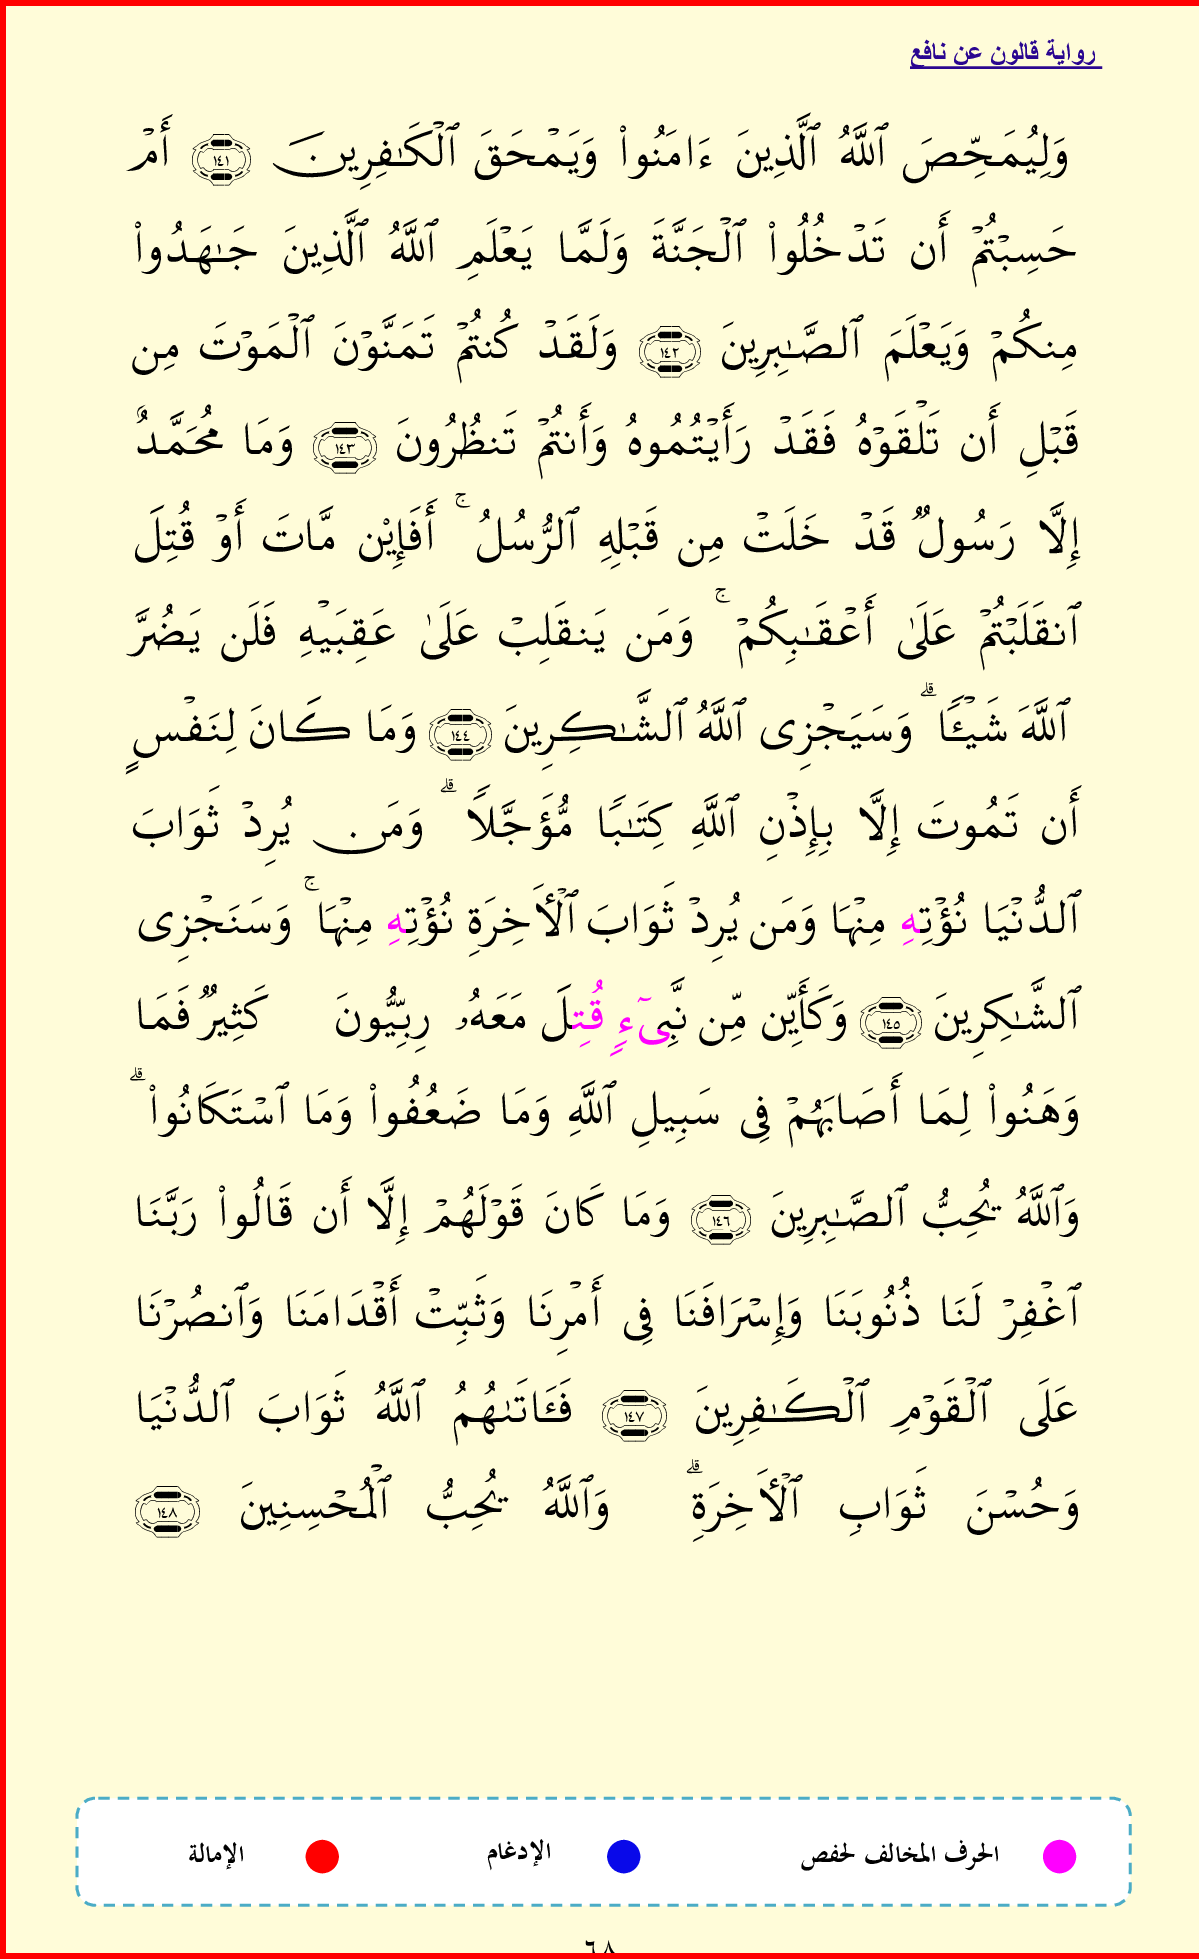 رواية قالون عن نافع
وَلِيُمَحِّصَ ٱللَّهُ ٱلَّذِينَ ءَامَنُوا۟ وَيَمْحَقَ ٱلْكَـٰفِرِينَ ١٤١ أَمْ
حَسِبْتُمْ أَن تَدْخُلُوا۟ ٱلْجَنَّةَ وَلَمَّا يَعْلَمِ ٱللَّهُ ٱلَّذِينَ جَـٰهَدُوا۟
مِنكُمْ وَيَعْلَمَ ٱلصَّـٰبِرِينَ ١٤٢ وَلَقَدْ كُنتُمْ تَمَنَّوْنَ ٱلْمَوْتَ مِن
قَبْلِ أَن تَلْقَوْهُ فَقَدْ رَأَيْتُمُوهُ وَأَنتُمْ تَنظُرُونَ ١٤٣ وَمَا مُحَمَّدٌ
إِلَّا رَسُولٌ قَدْ خَلَتْ مِن قَبْلِهِ ٱلرُّسُلُ ۚ أَفَإِيْن مَّاتَ أَوْ قُتِلَ
ٱنقَلَبْتُمْ عَلَىٰ أَعْقَـٰبِكُمْ ۚ وَمَن يَنقَلِبْ عَلَىٰ عَقِبَيْهِ فَلَن يَضُرَّ
ٱللَّهَ شَيْـًٔا ۗ وَسَيَجْزِى ٱللَّهُ ٱلشَّـٰكِرِينَ ١٤٤ وَمَا كَانَ لِنَفْسٍ
أَن تَمُوتَ إِلَّا بِإِذْنِ ٱللَّهِ كِتَـٰبًا مُّؤَجَّلًا ۗ وَمَن يُرِدْ ثَوَابَ
ٱلدُّنْيَا نُؤْتِهِ مِنْهَا وَمَن يُرِدْ ثَوَابَ ٱلْأَخِرَةِ نُؤْتِهِ مِنْهَا ۚ وَسَنَجْزِى
ٱلشَّـٰكِرِينَ ١٤٥ وَكَأَيِّن مِّن نَّبِىٓءٍ قُتِلَ مَعَهُۥ رِبِّيُّونَ كَثِيرٌ فَمَا
وَهَنُوا۟ لِمَا أَصَابَهُمْ فِى سَبِيلِ ٱللَّهِ وَمَا ضَعُفُوا۟ وَمَا ٱسْتَكَانُوا۟ ۗ
وَٱللَّهُ يُحِبُّ ٱلصَّـٰبِرِينَ ١٤٦ وَمَا كَانَ قَوْلَهُمْ إِلَّا أَن قَالُوا۟ رَبَّنَا
ٱغْفِرْ لَنَا ذُنُوبَنَا وَإِسْرَافَنَا فِى أَمْرِنَا وَثَبِّتْ أَقْدَامَنَا وَٱنصُرْنَا
عَلَى ٱلْقَوْمِ ٱلْكَـٰفِرِينَ ١٤٧ فَـَٔاتَىٰهُمُ ٱللَّهُ ثَوَابَ ٱلدُّنْيَا
وَحُسْنَ ثَوَابِ ٱلْأَخِرَةِ ۗ وَٱللَّهُ يُحِبُّ ٱلْمُحْسِنِينَ ١٤٨
الحرف المخالف لحفص الإدغام الإمالة
٦٨